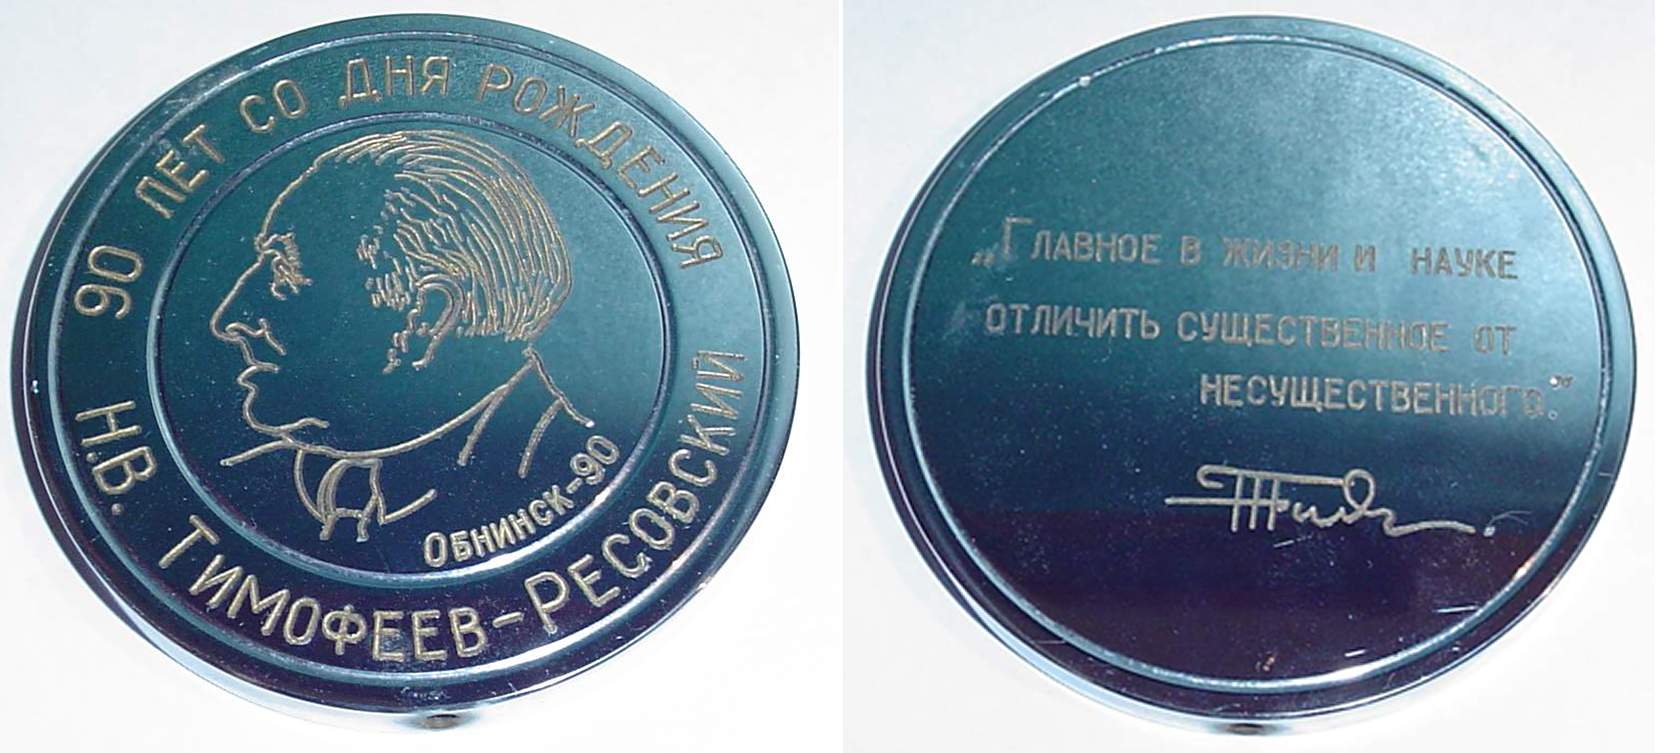 90 ЛЕТ СО ДНЯ РОЖДЕНИЯ
Н.В. ТИМОФЕЕВ-РЕСОВСКИЙ
ОБНИНСК-90
„ГЛАВНОЕ В ЖИЗНИ И НАУКЕ
ОТЛИЧИТЬ СУЩЕСТВЕННОЕ ОТ
НЕСУЩЕСТВЕННОГО."